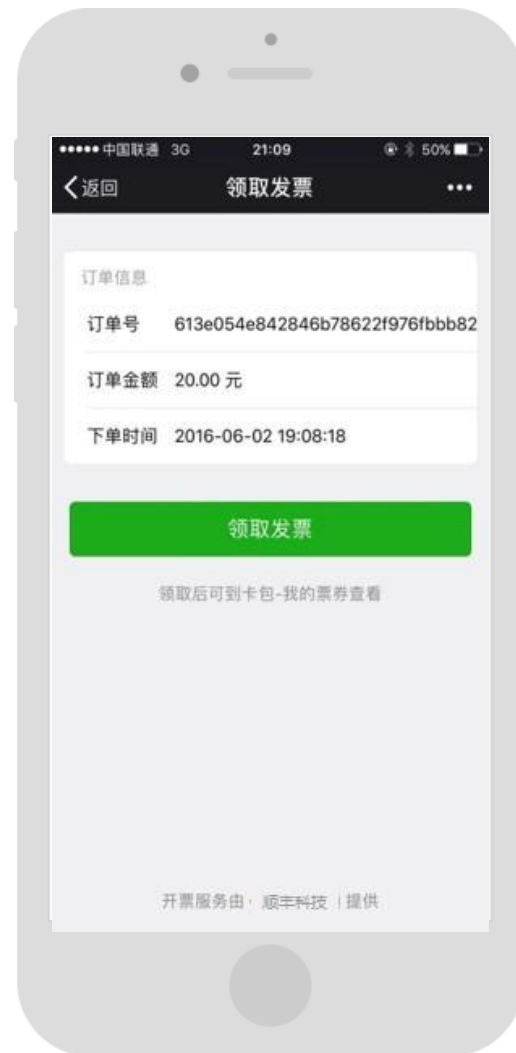 中国联通 3G 21:09 50%
返回 领取发票
订单信息
订单号 613e054e842846b78622f976fbbb82
订单金额 20.00 元
下单时间 2016-06-02 19:08:18
领取发票
领取后可到卡包-我的票券查看
开票服务由 顺丰科技 提供